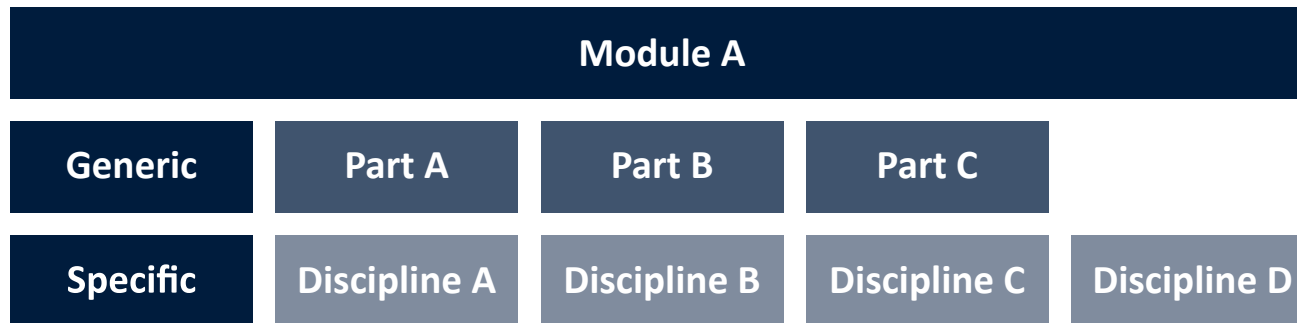 Module A
Generic Part A Part B Part C
Specific Discipline A Discipline B Discipline C Discipline D